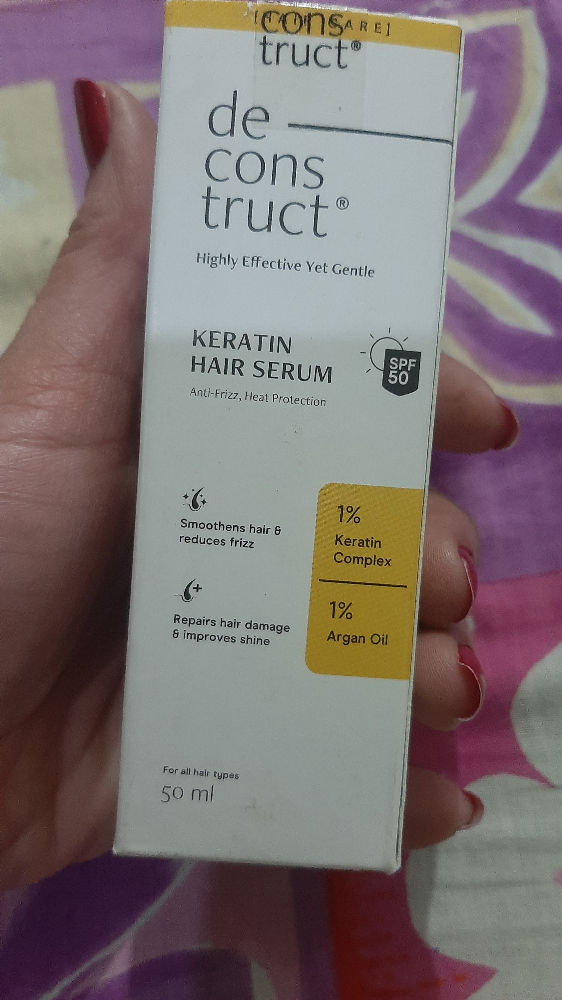 cons ARE]
truct®
de
cons
truct®
Highly Effective Yet Gentle
KERATIN
HAIR SERUM
SPF
50
Anti-Frizz, Heat Protection
Smoothens hair &
reduces frizz
1%
Keratin
Complex
Repairs hair damage
& improves shine
1%
Argan Oil
For all hair types
50 ml